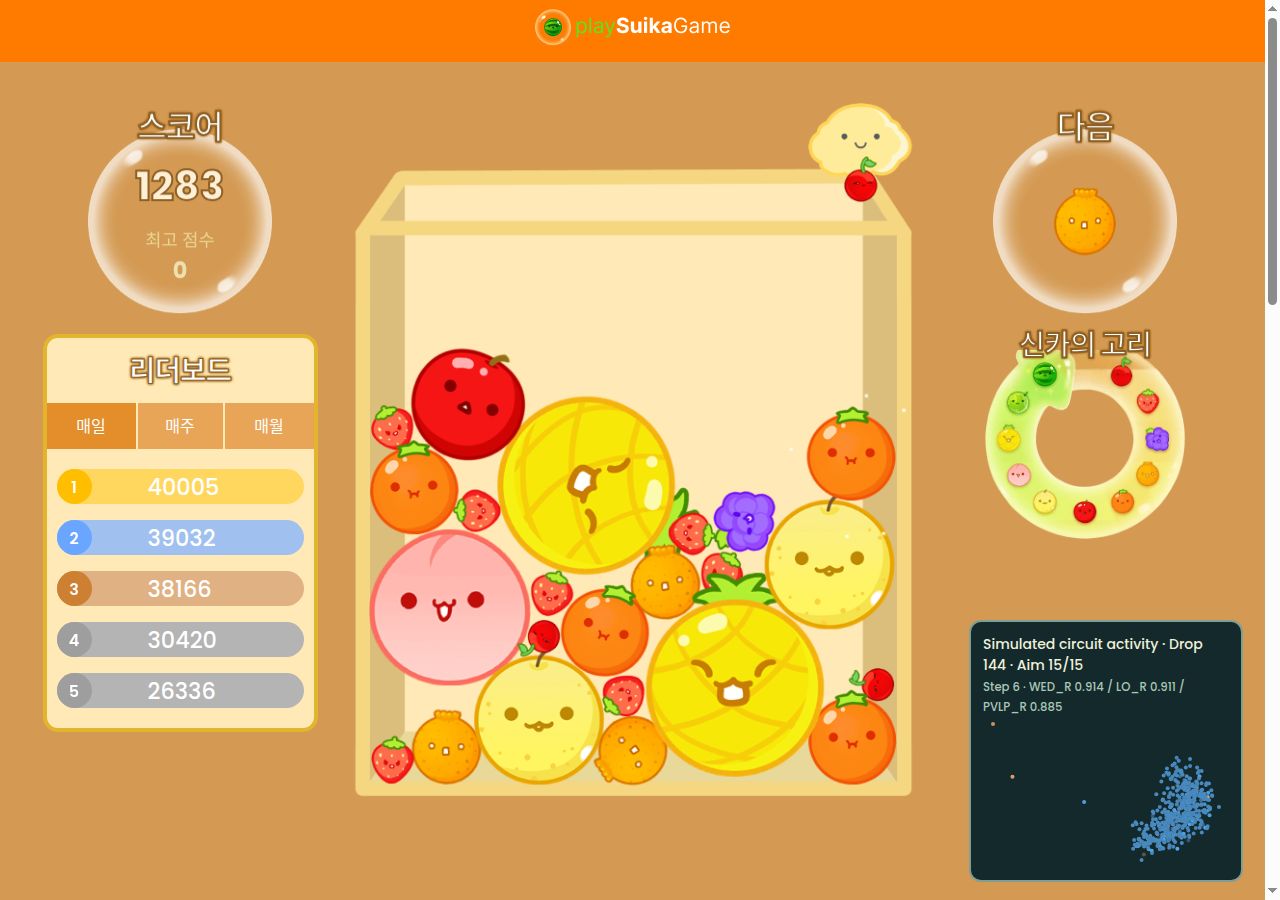 playSuikaGame
스코어
1283
최고 점수
0
리더보드
매일
매주
매월
1 40005
2 39032
3 38166
4 30420
5 26336
다음
신카의 고리
Simulated circuit activity · Drop
144 · Aim 15/15
Step 6 · WED_R 0.914 / LO_R 0.911 /
PVLP_R 0.885